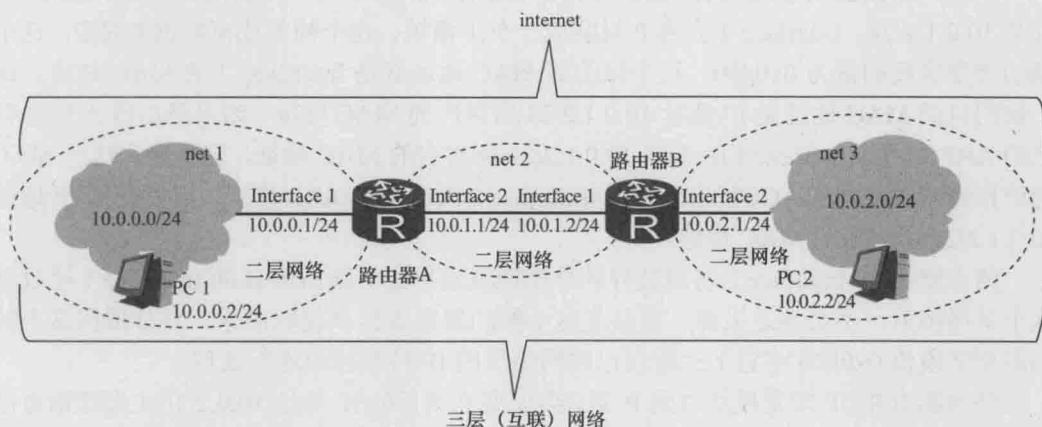 internet
net 1
net 2
路由器B
net 3
10.0.0.0/24
Interface 1
10.0.0.1/24
R
Interface 2
10.0.1.1/24
Interface 1
10.0.1.2/24
R
Interface 2
10.0.2.1/24
10.0.2.0/24
二层网络
路由器A
二层网络
二层网络
PC 1
10.0.0.2/24
PC 2
10.0.2.2/24
三层（互联）网络